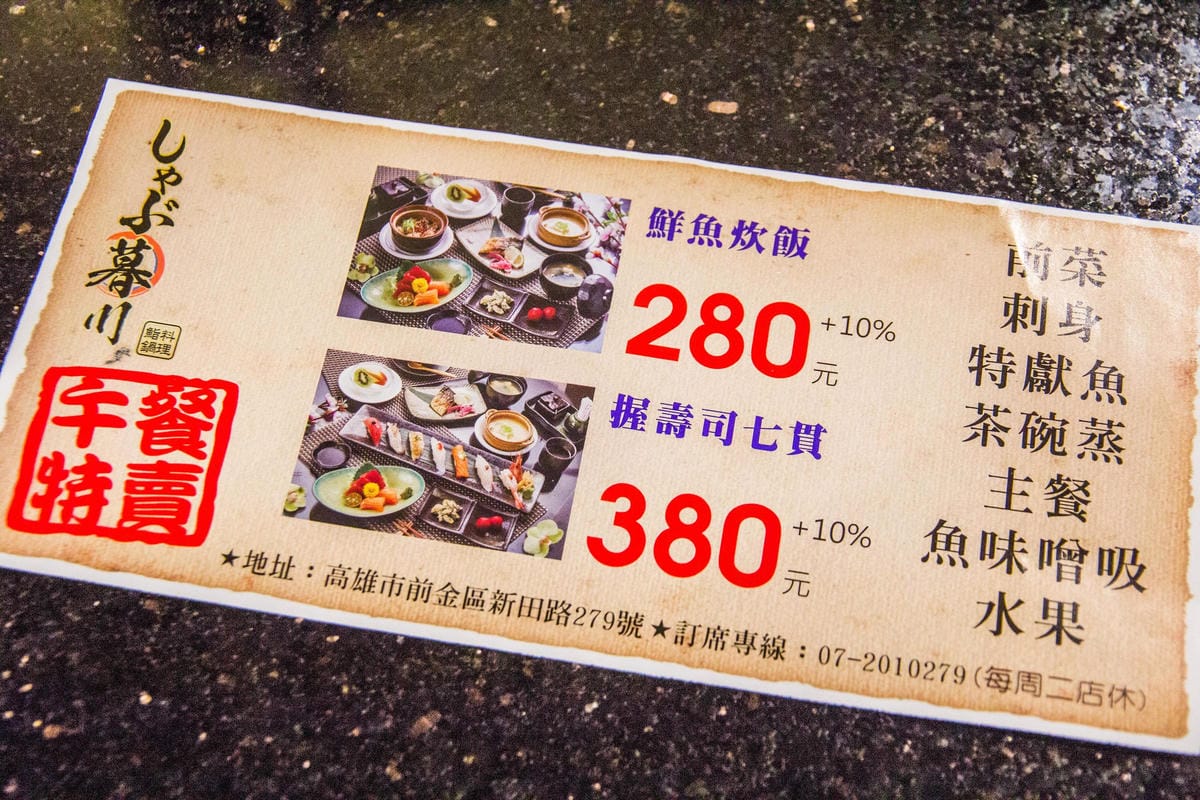 しゃぶ
暮川
鮨料
鍋理
午餐
特賣
鮮魚炊飯
280+10%元
握壽司七貫
380+10%元
前菜
刺身
特獻魚
茶碗蒸
主餐
魚味噌吸
水果
★地址：高雄市前金區新田路279號★訂席專線：07-2010279(每周二店休)